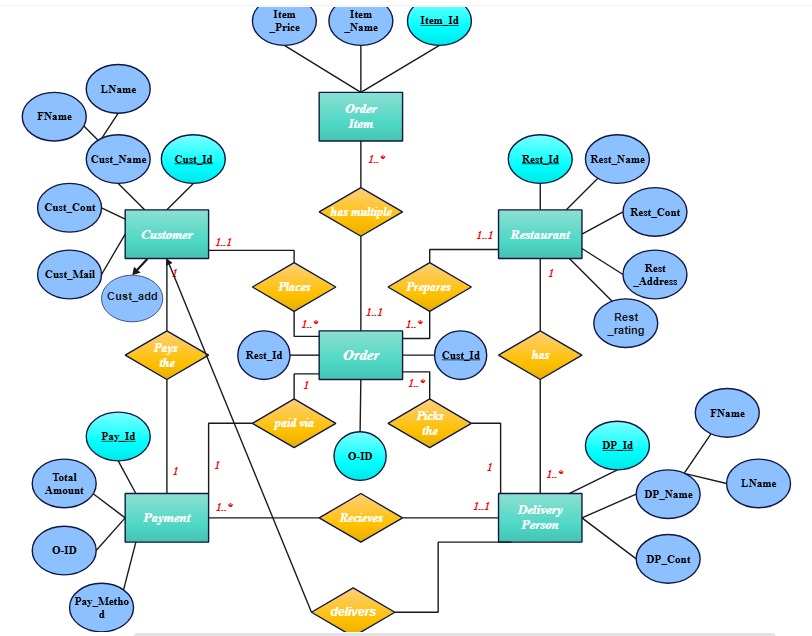 Item
_Price
Item
_Name
Item_Id
LName
FName
Order
Item
Cust_Name
Cust_Id
1..*
Rest_Id
Rest_Name
Cust_Cont
has multiple
Rest_Cont
Customer
1..1
1..1
Restaurant
Cust_Mail
1
Cust_add
Places
Prepares
1
Rest
_Address
1..1
1..*
1..*
Rest
_rating
Pays
the
Rest_Id
Order
Cust_Id
has
1
1..*
paid via
Picks
the
FName
Pay_Id
O-ID
DP_Id
1
1
1
1..*
Total
Amount
DP_Name
LName
1..*
1..1
Payment
Recieves
Delivery
Person
O-ID
DP_Cont
Pay_Metho
d
delivers